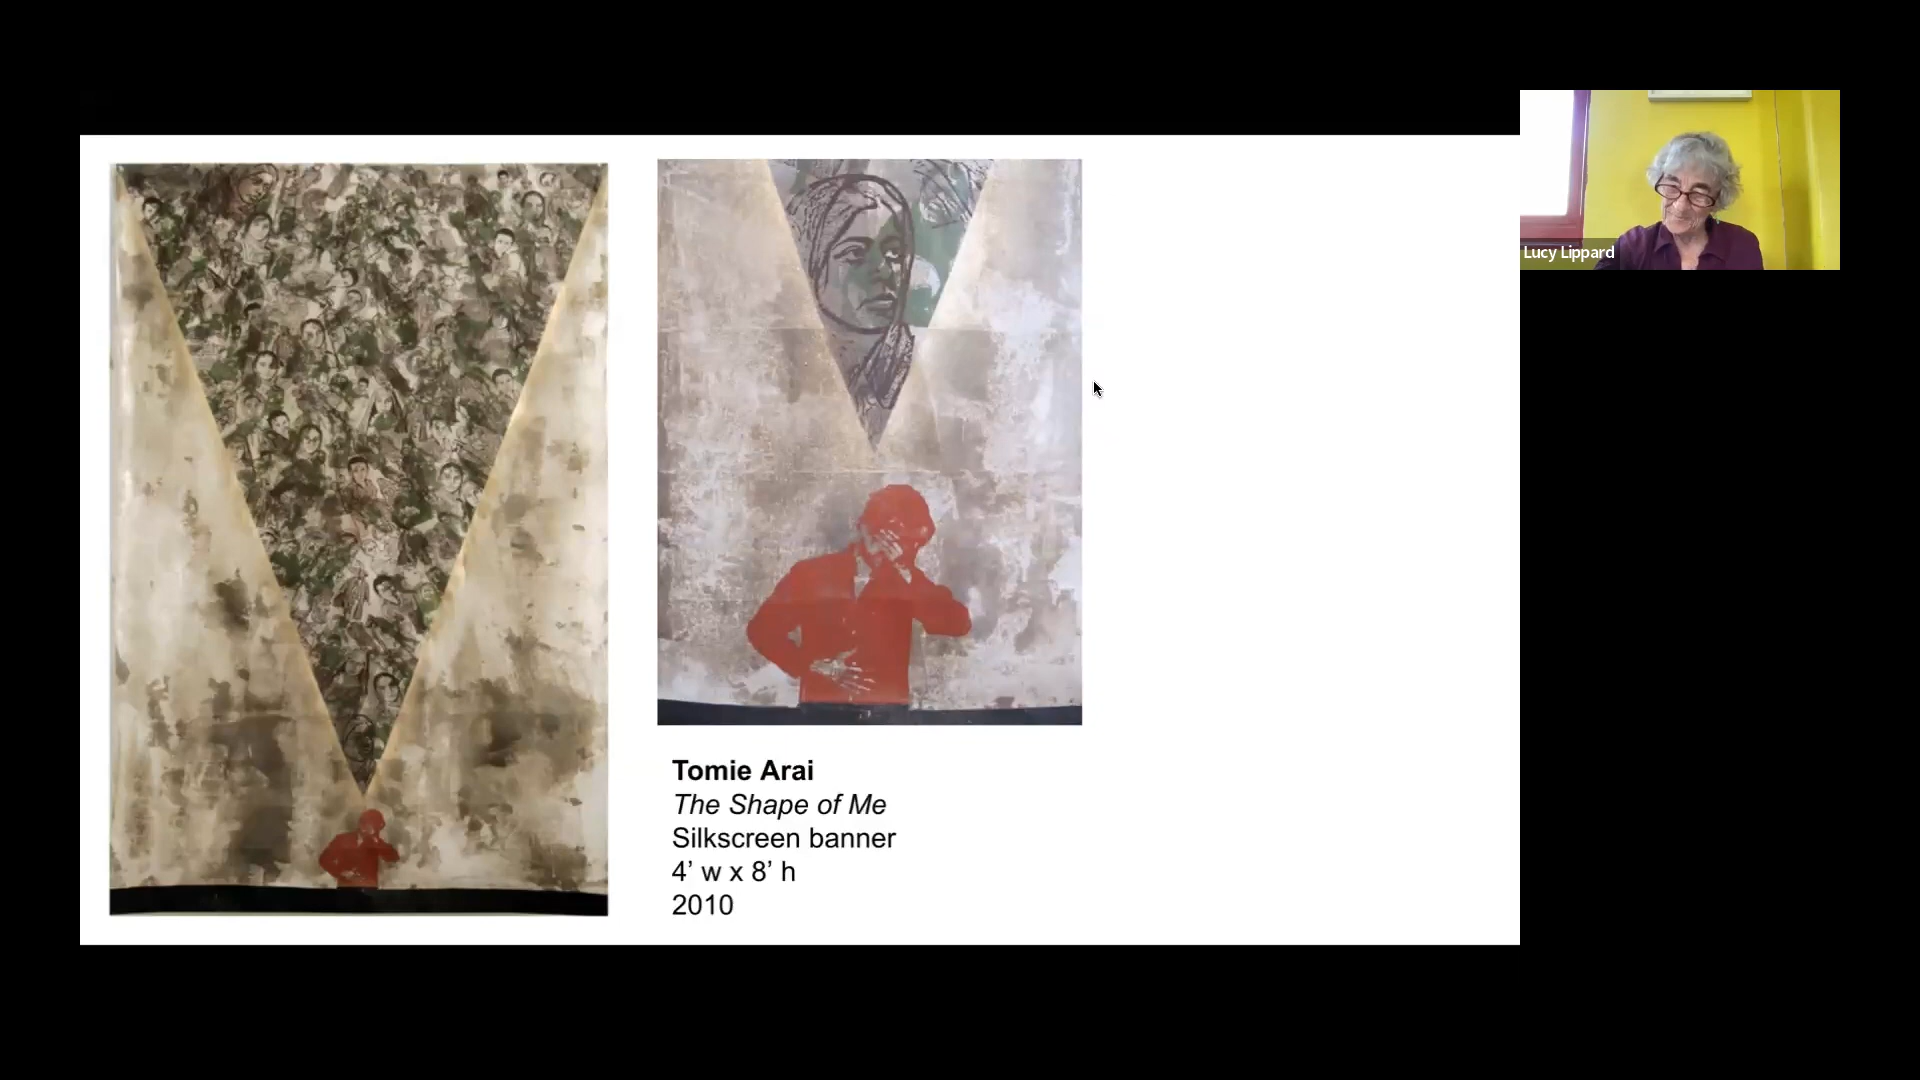 Lucy Lippard
Tomie Arai
The Shape of Me
Silkscreen banner
4’ w x 8’ h
2010